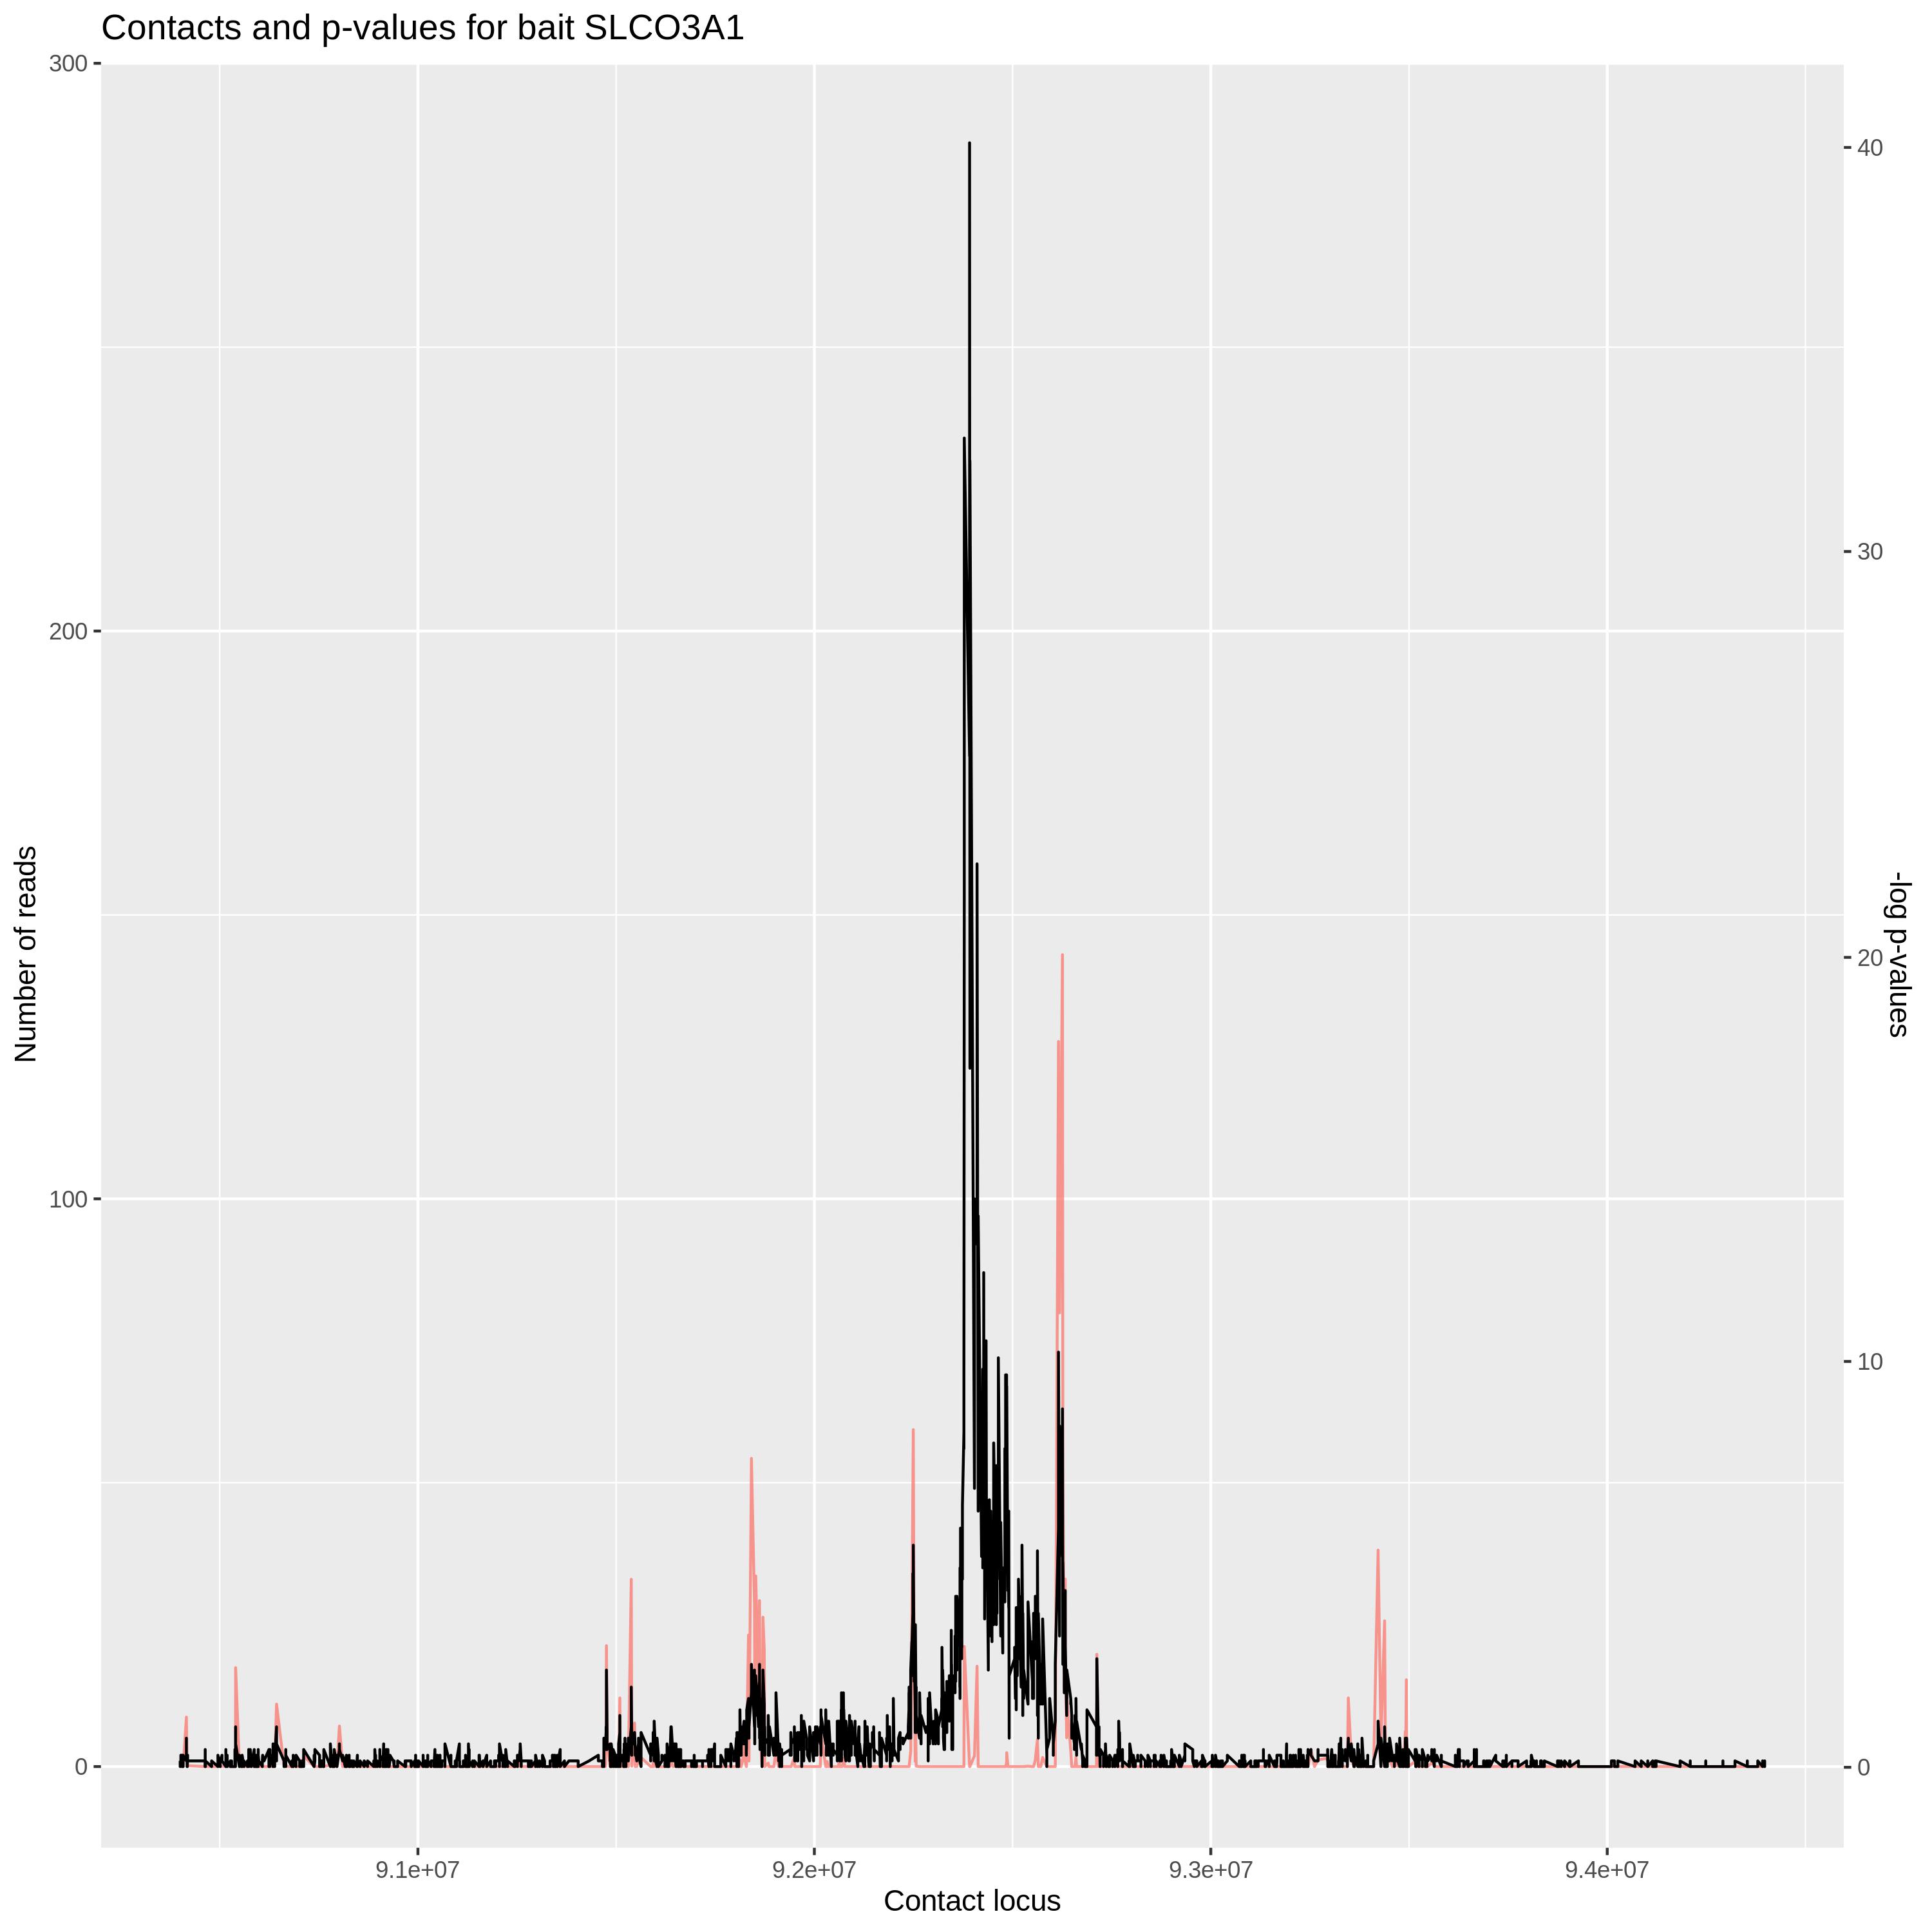 Contacts and p-values for bait SLCO3A1
300
200
100
0
Number of reads
40
30
20
10
0
-log p-values
9.1e+07
9.2e+07
9.3e+07
9.4e+07
Contact locus